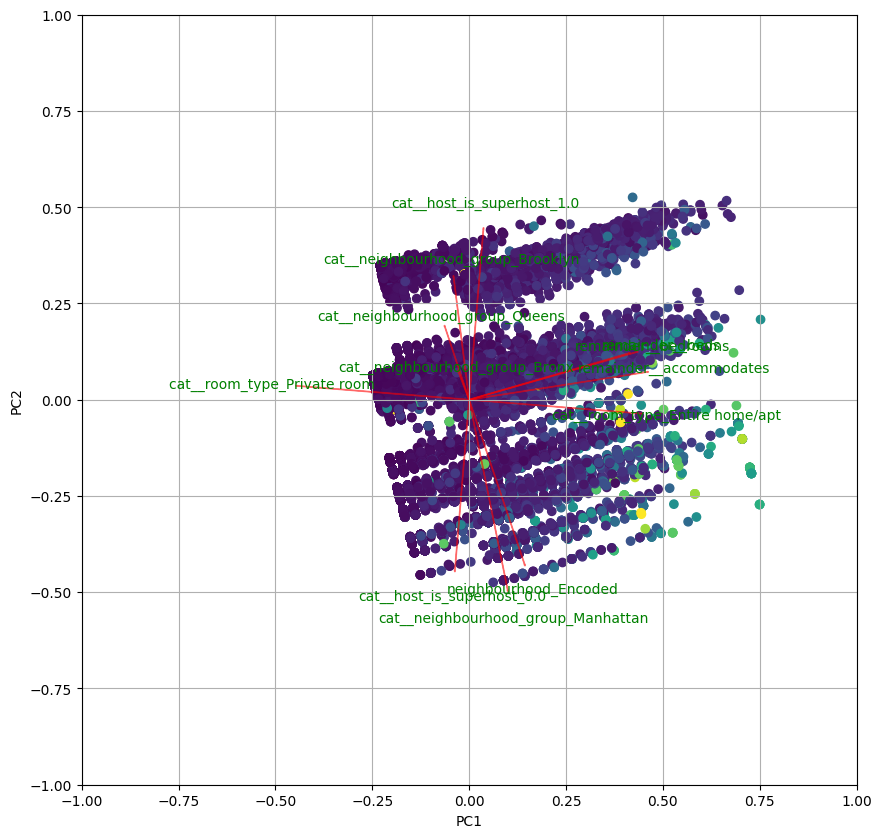 1.00
0.75
0.50
0.25
0.00
−0.25
−0.50
−0.75
−1.00
PC2
cat__host_is_superhost_1.0
cat__neighbourhood_group_Brooklyn
cat__neighbourhood_group_Queens
cat__neighbourhood_group_Bronx
accommodates
cat__room_type_Private room
home/apt
neighbourhood_Encoded
cat__host_is_superhost_0.0
cat__neighbourhood_group_Manhattan
−1.00 −0.75 −0.50 −0.25 0.00 0.25 0.50 0.75 1.00
PC1